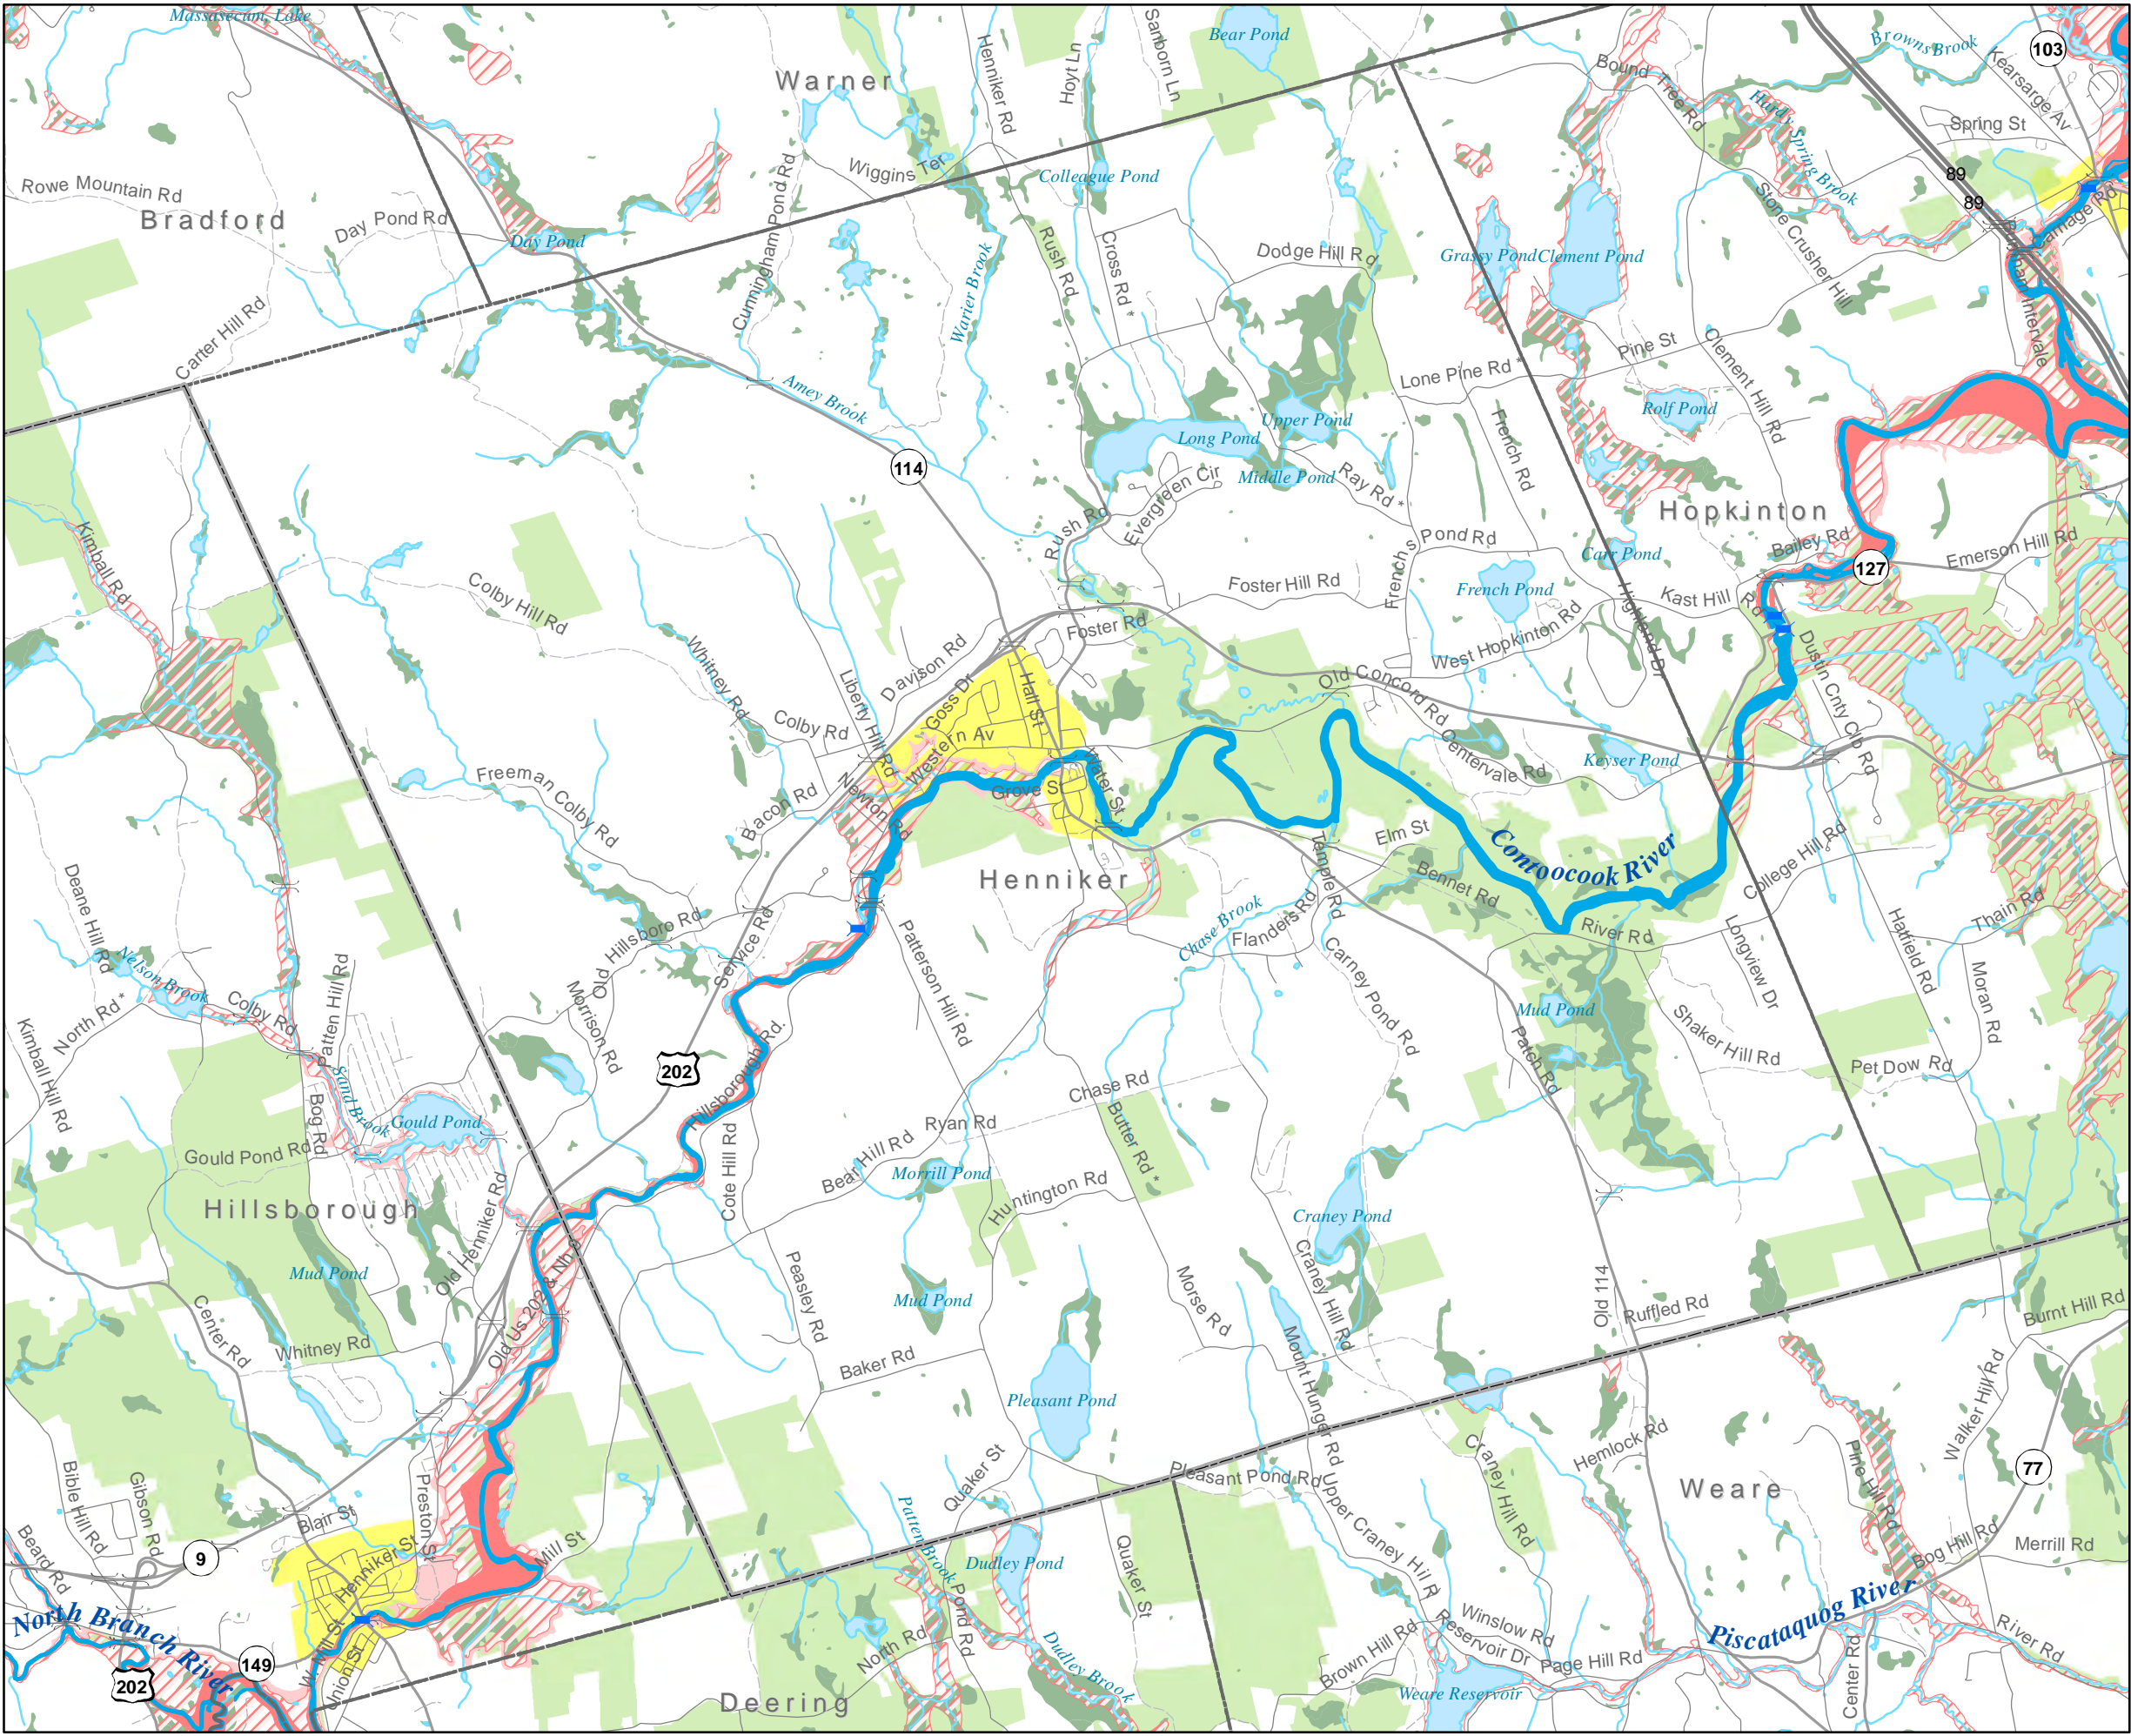 Massasecum, Lake
Warner
Henniker Rd
Hoyt Ln
Sanborn Ln
Bear Pond
Bound Tree Rd
Browns Brook
Kearsarge Av
103
Hardy Spring Brook
Spring St
Rowe Mountain Rd
Bradford
Day Pond Rd
Day Pond
Cunningham Pond Rd
Wiggins Ter
Colleague Pond
Warier Brook
Rush Rd
Cross Rd *
Dodge Hill Rd
Grassy Pond
Clement Pond
Stone Crusher Hill
89
89
Carriage Rd
Intervale
Carter Hill Rd
Amey Brook
Lone Pine Rd *
Pine St
Clement Hill Rd
Rolf Pond
114
Long Pond
Upper Pond
Middle Pond
Ray Rd *
French Rd
Evergreen Cir
Rush Rd
Hopkinton
Bailey Rd
127
Emerson Hill Rd
Kimball Rd
Colby Hill Rd
Foster Hill Rd
French s Pond Rd
French Pond
Carr Pond
Kast Hill Rd
Highland Dr
West Hopkinton Rd
Dustin Cnty Clb Rd
Whitney Rd
Liberty Hill Rd
Davison Rd
Foster Rd
Goss Dr
Hall St
Western Av
Colby Rd
Old Concord Rd
Centervale Rd
Keyser Pond
Freeman Colby Rd
Bacon Rd
Newton Rd
Grove St
Water St
Temple Rd
Elm St
Bennet Rd
Contoocook River
College Hill Rd
Henniker
Deane Hill Rd
Nelson Brook
Old Hillsboro Rd
Service Rd
Patterson Hill Rd
Chase Brook
Flanders Rd
Carney Pond Rd
River Rd
Longview Dr
Hatfield Rd
Thain Rd
Moran Rd
North Rd *
Colby Rd
Patten Hill Rd
Morrison Rd
Mud Pond
Patch Rd
Shaker Hill Rd
Pet Dow Rd
Kimball Hill Rd
Sand Brook
Bog Rd
Gould Pond
Gould Pond Rd
202
Hillsborough Rd.
Cote Hill Rd
Bear Hill Rd
Ryan Rd
Chase Rd
Butter Rd *
Morrill Pond
Huntington Rd
Craney Pond
Hillsborough
Old Henniker Rd
Mud Pond
Old Us 202 & Nh 9
Peasley Rd
Mud Pond
Morse Rd
Craney Hill Rd
Old 114
Ruffled Rd
Burnt Hill Rd
Center Rd
Whitney Rd
Baker Rd
Pleasant Pond
Mount Hunger Rd
Walker Hill Rd
Bible Hill Rd
Gibson Rd
Preston St
Blair St
Quaker St
Pleasant Pond Rd
Upper Craney Hill R
Craney Hill Rd
Hemlock Rd
Weare
Pine Hill Rd
77
Bog Hill Rd
Merrill Rd
Beard Rd
9
Henniker St
Mill St
Patten Brook
Dudley Pond
Quaker St
North Branch River
W. Mill St
Union St
149
202
Deering
North Rd
Pond Rd
Dudley Brook
Brown Hill Rd
Reservoir Dr
Winslow Rd
Page Hill Rd
Weare Reservoir
Piscataquog River
Center Rd
River Rd